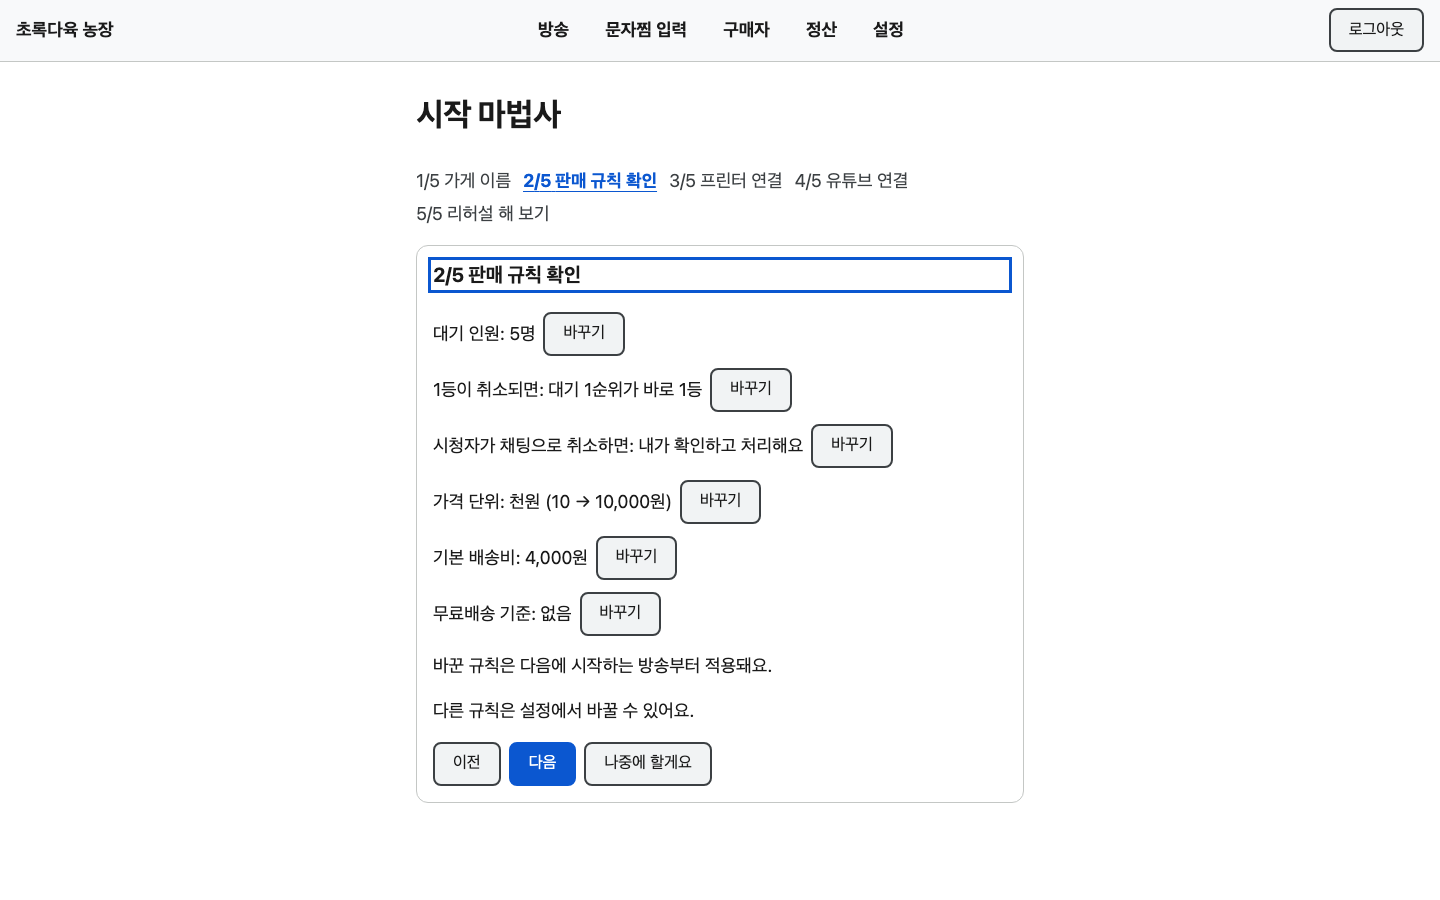 초록다육 농장
방송 문자찜 입력 구매자 정산 설정
로그아웃
시작 마법사
1/5 가게 이름 2/5 판매 규칙 확인 3/5 프린터 연결 4/5 유튜브 연결
5/5 리허설 해 보기
2/5 판매 규칙 확인
대기 인원: 5명 바꾸기
1등이 취소되면: 대기 1순위가 바로 1등 바꾸기
시청자가 채팅으로 취소하면: 내가 확인하고 처리해요 바꾸기
가격 단위: 천원 (10 → 10,000원) 바꾸기
기본 배송비: 4,000원 바꾸기
무료배송 기준: 없음 바꾸기
바꾼 규칙은 다음에 시작하는 방송부터 적용돼요.
다른 규칙은 설정에서 바꿀 수 있어요.
이전 다음 나중에 할게요